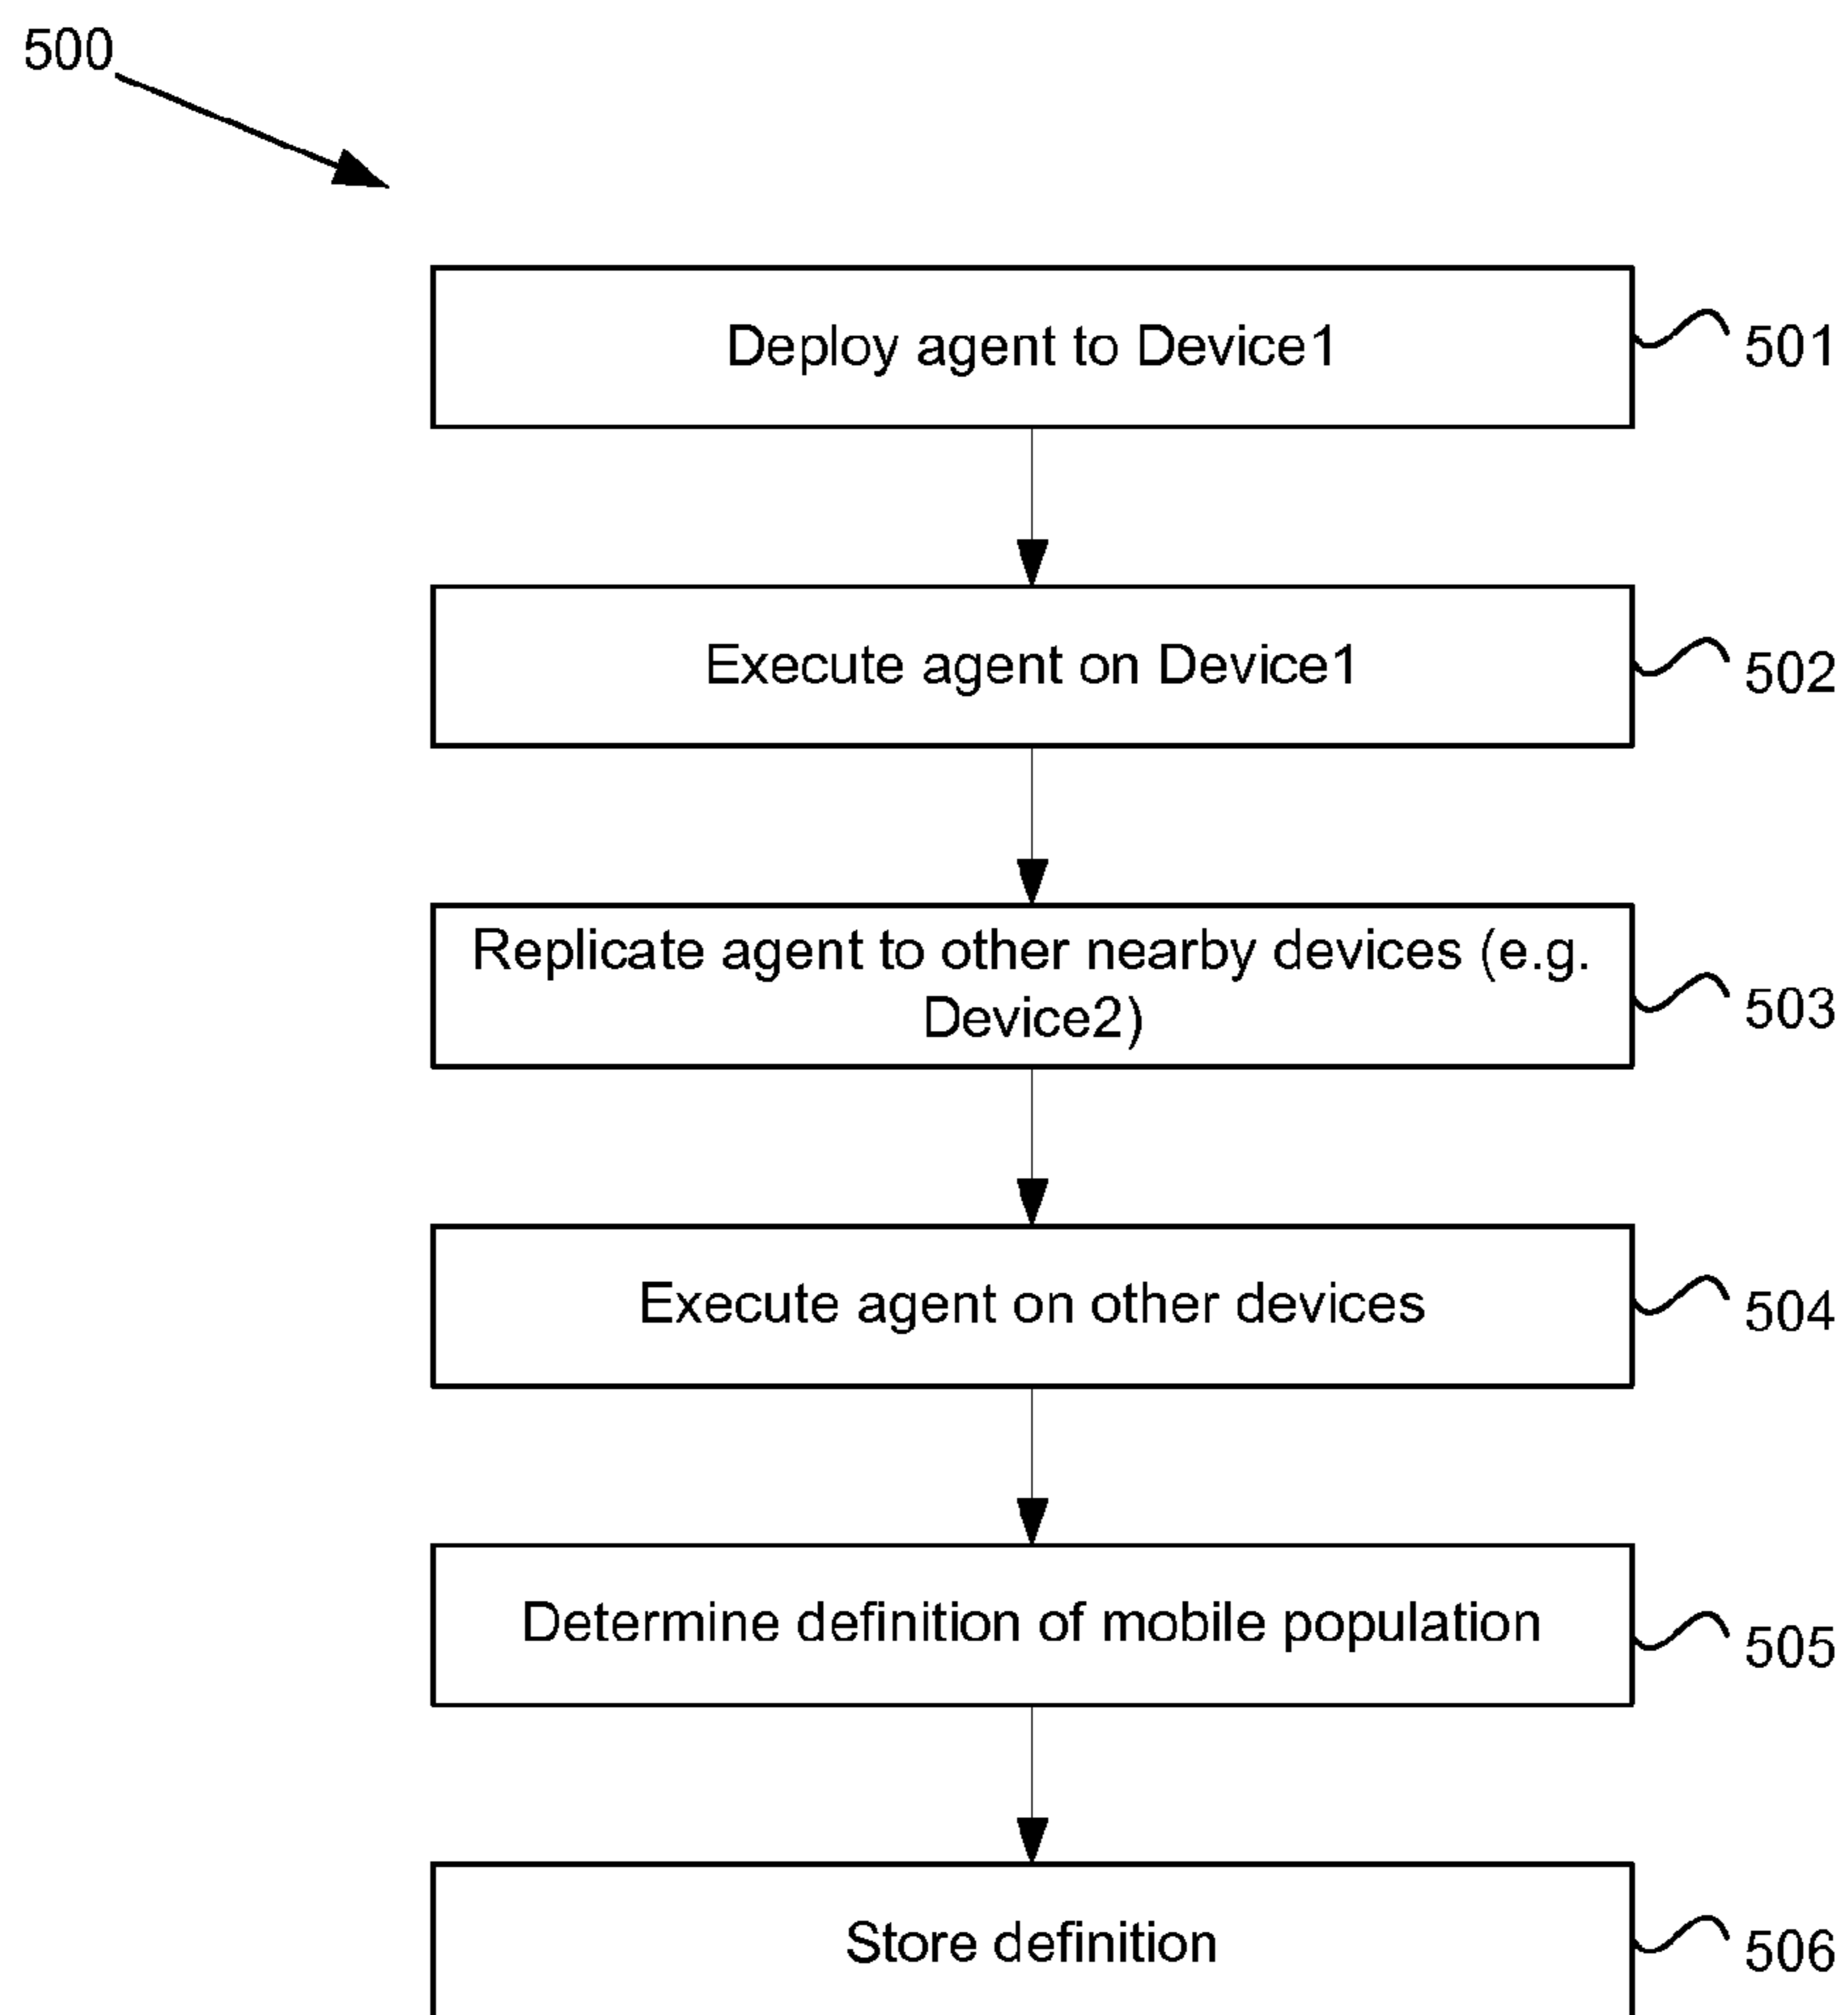 500
Deploy agent to Device1
501
Execute agent on Device1
502
Replicate agent to other nearby devices (e.g.
Device2)
503
Execute agent on other devices
504
Determine definition of mobile population
505
Store definition
506